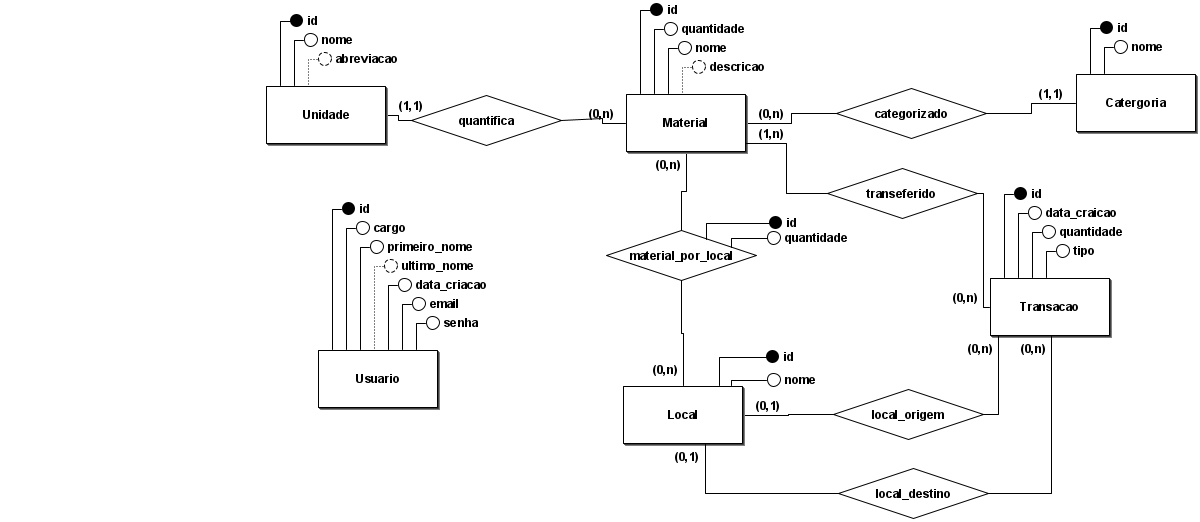 id
nome
abreviacao
Unidade
(1,1)
quantifica
(0,n)
id
quantidade
nome
descricao
Material
(0,n)
categorizado
(1,1)
id
nome
Catergoria
(1,n)
transeferido
(0,n)
material_por_local
id
quantidade
id
data_craicao
quantidade
tipo
(0,n)
Transacao
id
cargo
primeiro_nome
ultimo_nome
data_criacao
email
senha
Usuario
(0,n)
id
nome
Local
(0,1)
local_origem
(0,n)
(0,n)
(0,1)
local_destino